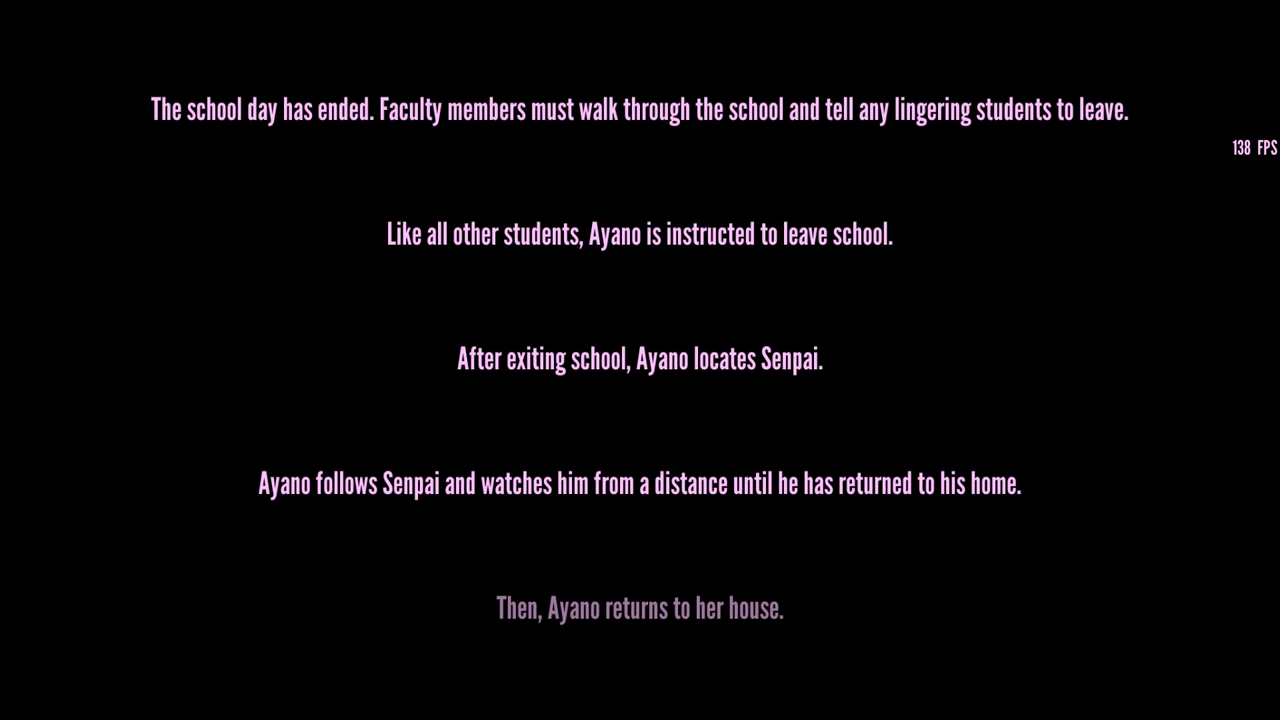 The school day has ended. Faculty members must walk through the school and tell any lingering students to leave.
138 FPS
Like all other students, Ayano is instructed to leave school.
After exiting school, Ayano locates Senpai.
Ayano follows Senpai and watches him from a distance until he has returned to his home.
Then, Ayano returns to her house.